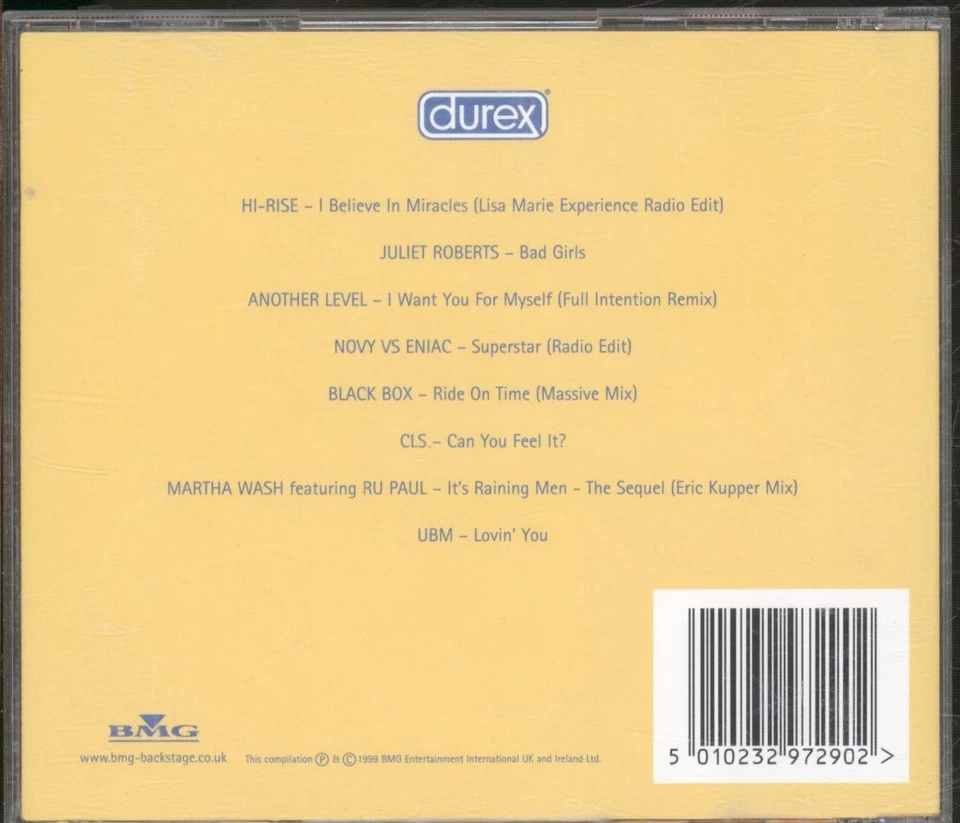 durex®
HI-RISE – I Believe In Miracles (Lisa Marie Experience Radio Edit)
JULIET ROBERTS – Bad Girls
ANOTHER LEVEL – I Want You For Myself (Full Intention Remix)
NOVY VS ENIAC – Superstar (Radio Edit)
BLACK BOX – Ride On Time (Massive Mix)
CLS.– Can You Feel It?
MARTHA WASH featuring RU PAUL – It's Raining Men - The Sequel (Eric Kupper Mix)
UBM – Lovin' You
BMG
www.bmg-backstage.co.uk This compilation Ⓟ & Ⓒ 1999 BMG Entertainment International UK and Ireland Ltd.
5 010232 972902 >